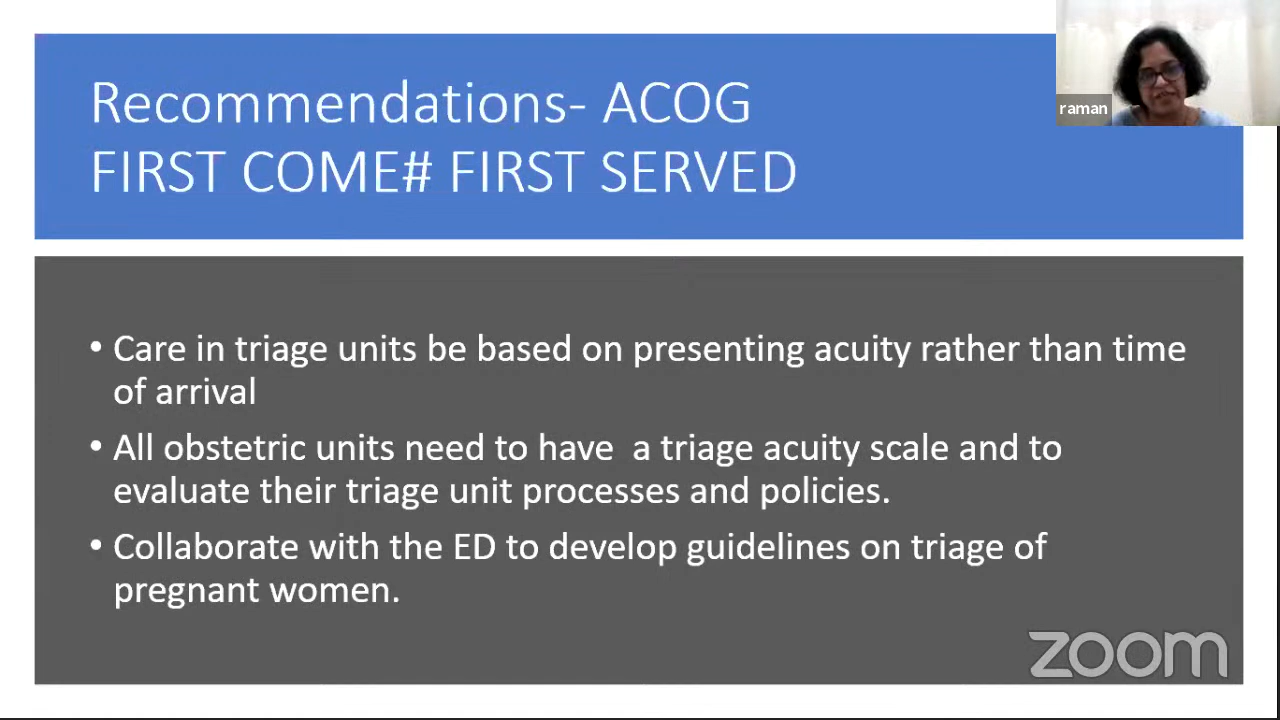 Recommendations- ACOG
FIRST COME# FIRST SERVED
raman
• Care in triage units be based on presenting acuity rather than time
of arrival
• All obstetric units need to have  a triage acuity scale and to
evaluate their triage unit processes and policies.
• Collaborate with the ED to develop guidelines on triage of
pregnant women.
zoom